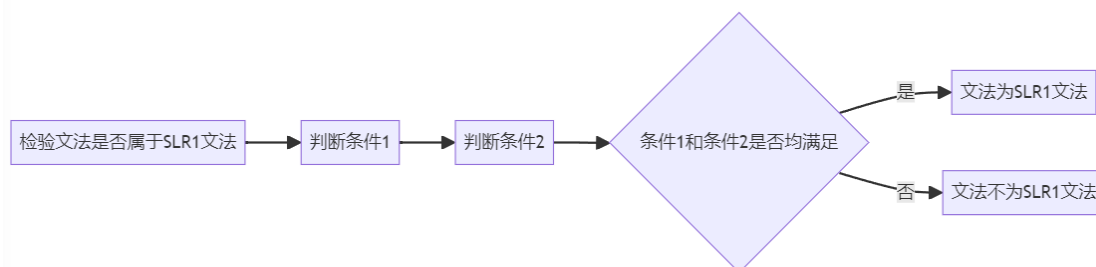 检验文法是否属于SLR1文法
判断条件1
判断条件2
条件1和条件2是否均满足
是
文法为SLR1文法
否
文法不为SLR1文法